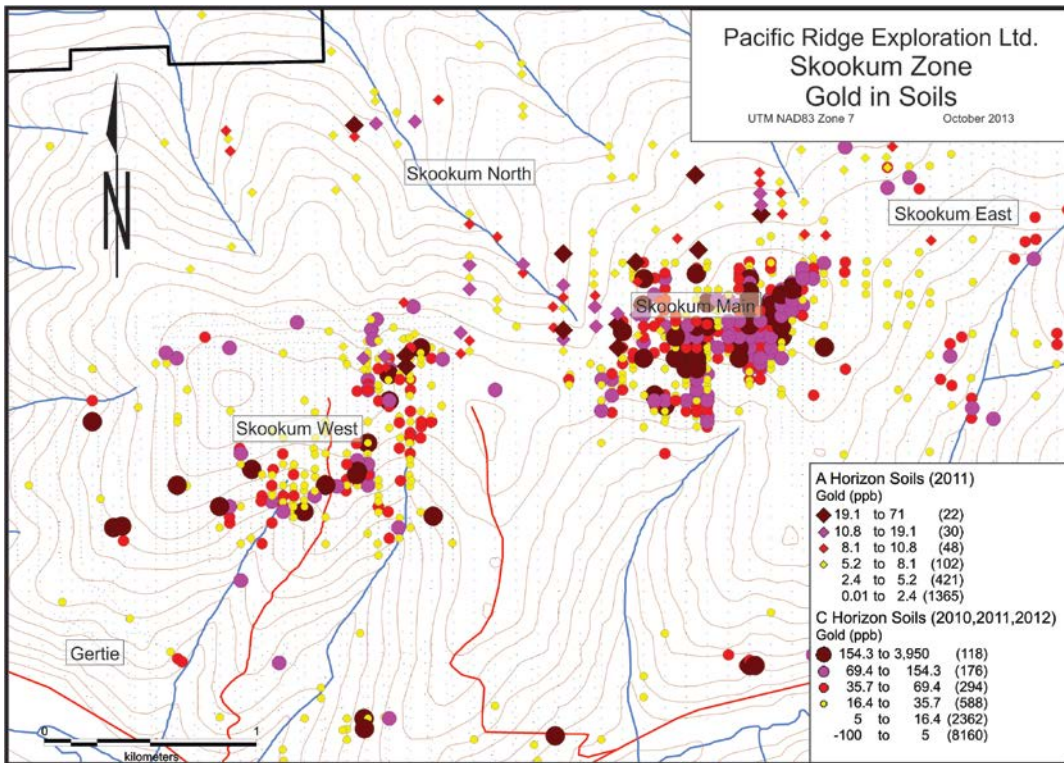 Pacific Ridge Exploration Ltd.
Skookum Zone
Gold in Soils
UTM NAD83 Zone 7 October 2013
N
Skookum North
Skookum East
Skookum Main
Skookum West
Gertie
0 1
kilometers
A Horizon Soils (2011)
Gold (ppb)
19.1 to 71 (22)
10.8 to 19.1 (30)
8.1 to 10.8 (48)
5.2 to 8.1 (102)
2.4 to 5.2 (421)
0.01 to 2.4 (1365)
C Horizon Soils (2010,2011,2012)
Gold (ppb)
154.3 to 3,950 (118)
69.4 to 154.3 (176)
35.7 to 69.4 (294)
16.4 to 35.7 (588)
5 to 16.4 (2362)
-100 to 5 (8160)